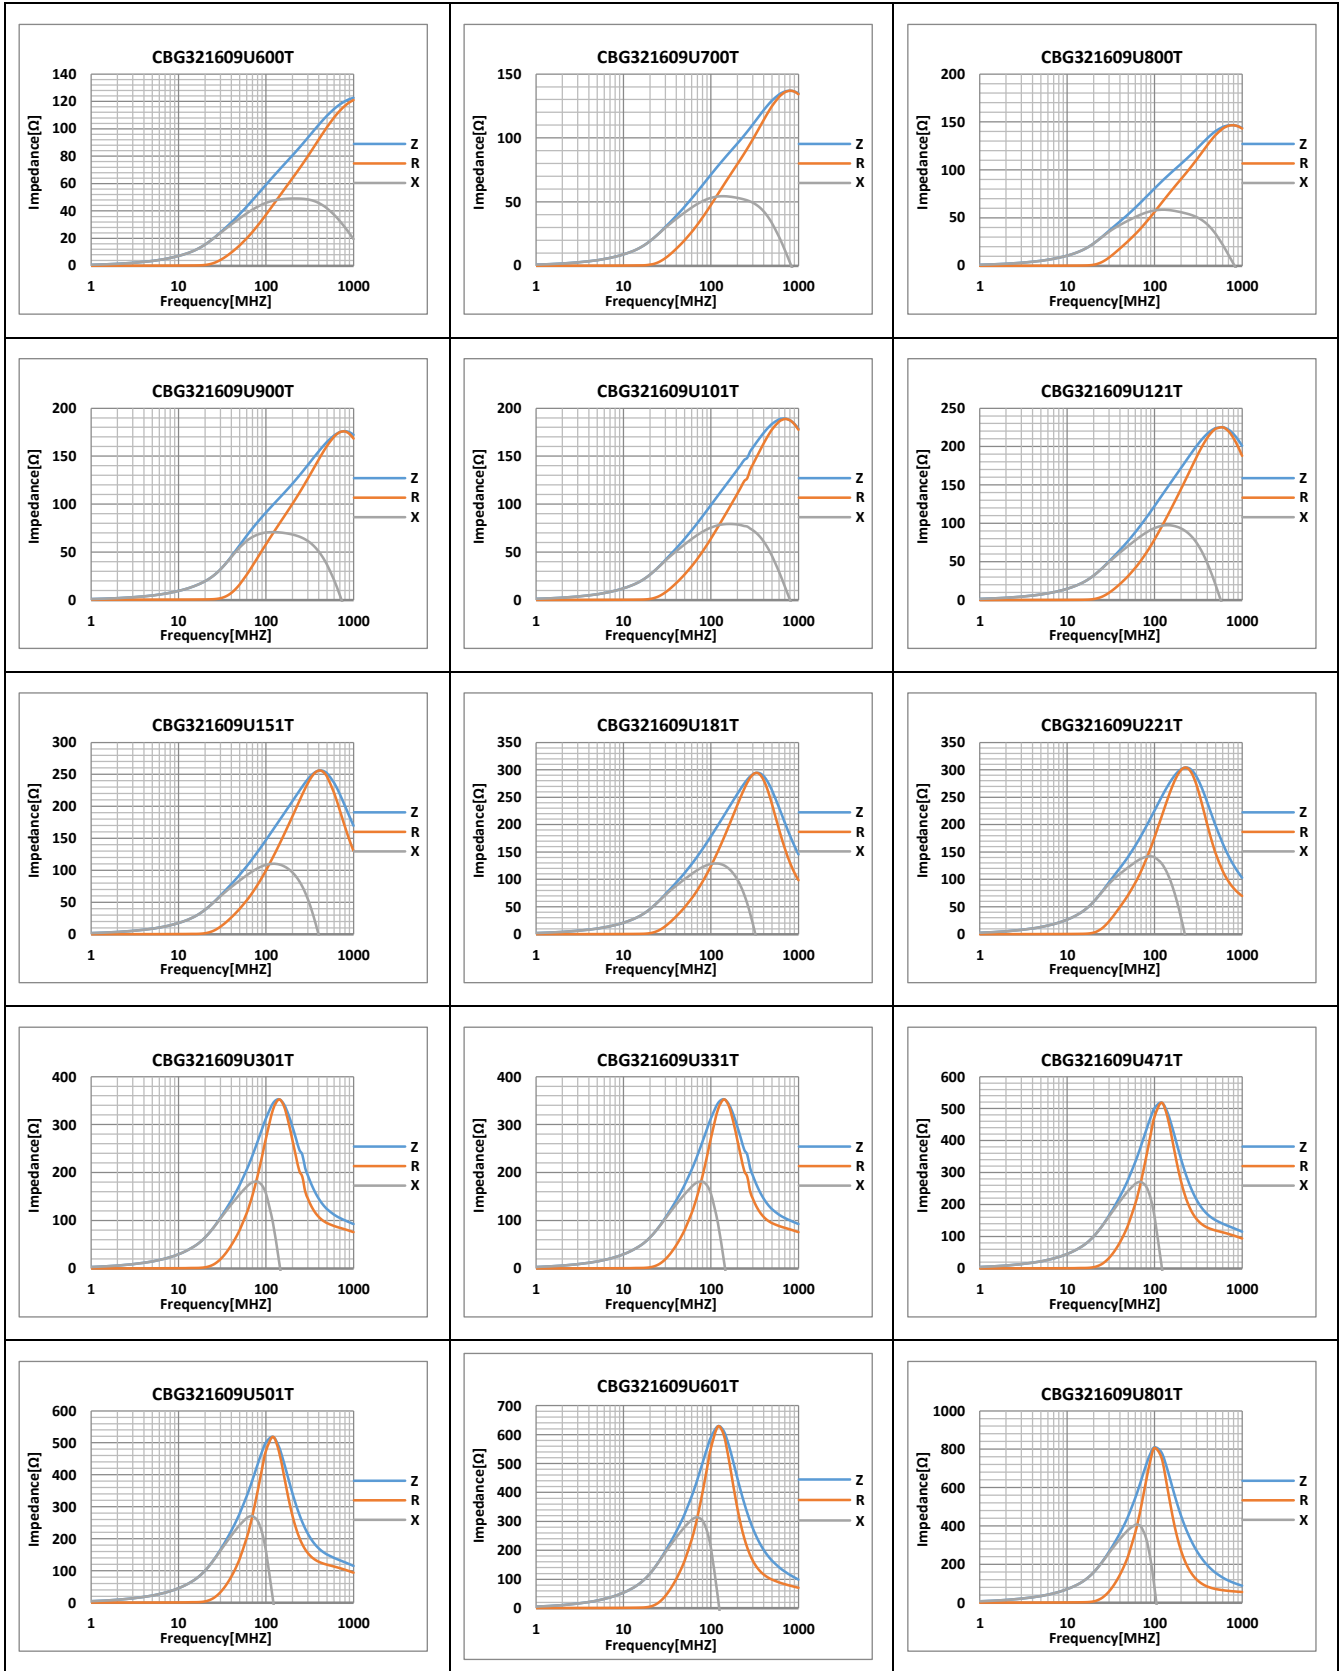 CBG321609U600T
Impedance[Ω]
140
120
100
80
60
40
20
0
1 10 100 1000
Frequency[MHZ]
Z
R
X
CBG321609U700T
Impedance[Ω]
150
100
50
0
1 10 100 1000
Frequency[MHZ]
Z
R
X
CBG321609U800T
Impedance[Ω]
200
150
100
50
0
1 10 100 1000
Frequency[MHZ]
Z
R
X
CBG321609U900T
Impedance[Ω]
200
150
100
50
0
1 10 100 1000
Frequency[MHZ]
Z
R
X
CBG321609U101T
Impedance[Ω]
200
150
100
50
0
1 10 100 1000
Frequency[MHZ]
Z
R
X
CBG321609U121T
Impedance[Ω]
250
200
150
100
50
0
1 10 100 1000
Frequency[MHZ]
Z
R
X
CBG321609U151T
Impedance[Ω]
300
250
200
150
100
50
0
1 10 100 1000
Frequency[MHZ]
Z
R
X
CBG321609U181T
Impedance[Ω]
350
300
250
200
150
100
50
0
1 10 100 1000
Frequency[MHZ]
Z
R
X
CBG321609U221T
Impedance[Ω]
350
300
250
200
150
100
50
0
1 10 100 1000
Frequency[MHZ]
Z
R
X
CBG321609U301T
Impedance[Ω]
400
300
200
100
0
1 10 100 1000
Frequency[MHZ]
Z
R
X
CBG321609U331T
Impedance[Ω]
400
300
200
100
0
1 10 100 1000
Frequency[MHZ]
Z
R
X
CBG321609U471T
Impedance[Ω]
600
500
400
300
200
100
0
1 10 100 1000
Frequency[MHZ]
Z
R
X
CBG321609U501T
Impedance[Ω]
600
500
400
300
200
100
0
1 10 100 1000
Frequency[MHZ]
Z
R
X
CBG321609U601T
Impedance[Ω]
700
600
500
400
300
200
100
0
1 10 100 1000
Frequency[MHZ]
Z
R
X
CBG321609U801T
Impedance[Ω]
1000
800
600
400
200
0
1 10 100 1000
Frequency[MHZ]
Z
R
X